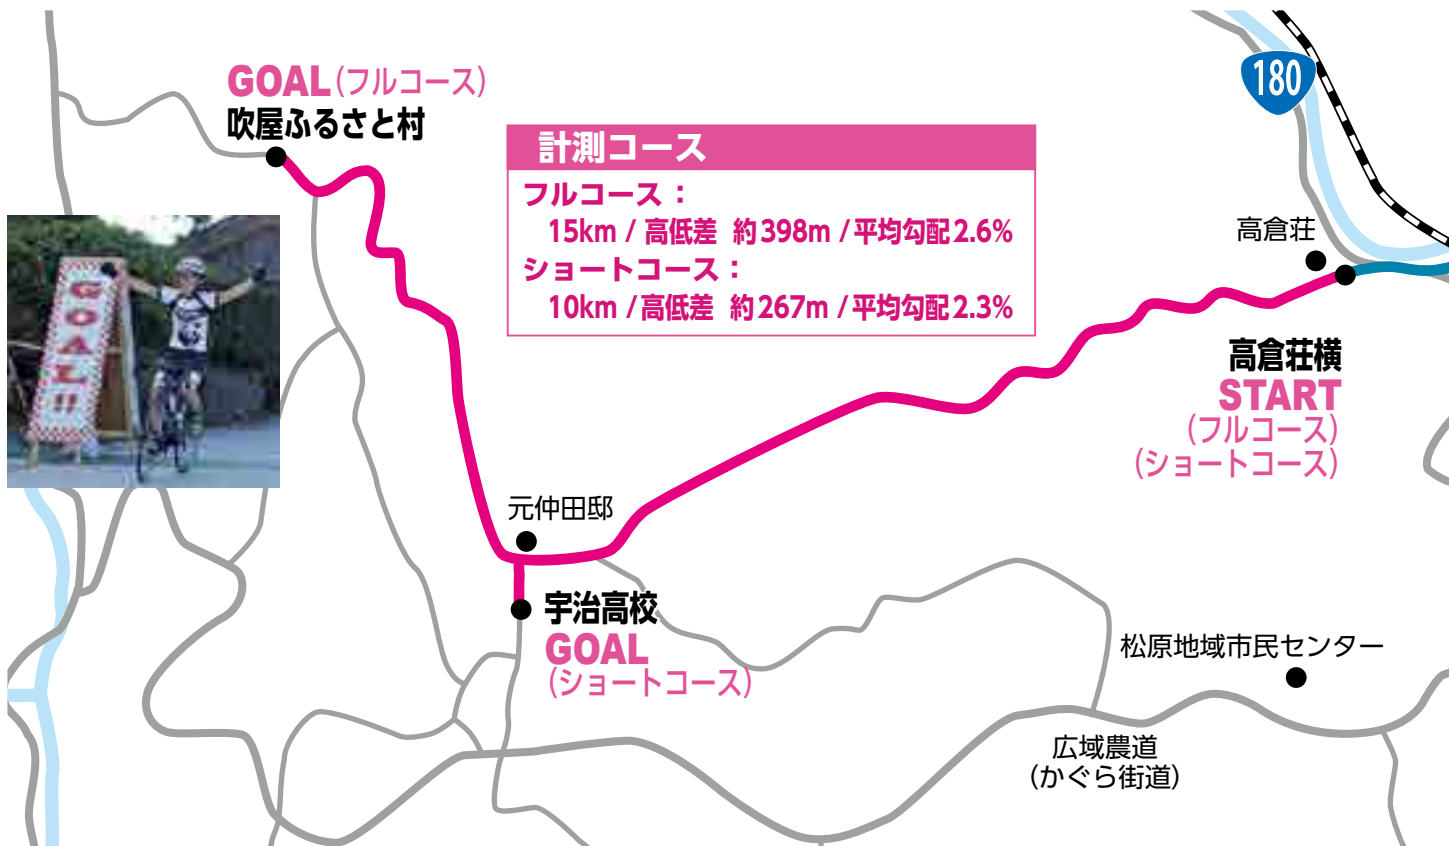 GOAL(フルコース)
吹屋ふるさと村
180
計測コース
フルコース：
15km / 高低差 約398m / 平均勾配2.6%
ショートコース：
10km / 高低差 約267m / 平均勾配2.3%
高倉荘
高倉荘横
START
(フルコース)
(ショートコース)
GOAL!!
元仲田邸
宇治高校
GOAL
(ショートコース)
松原地域市民センター
広域農道
(かぐら街道)